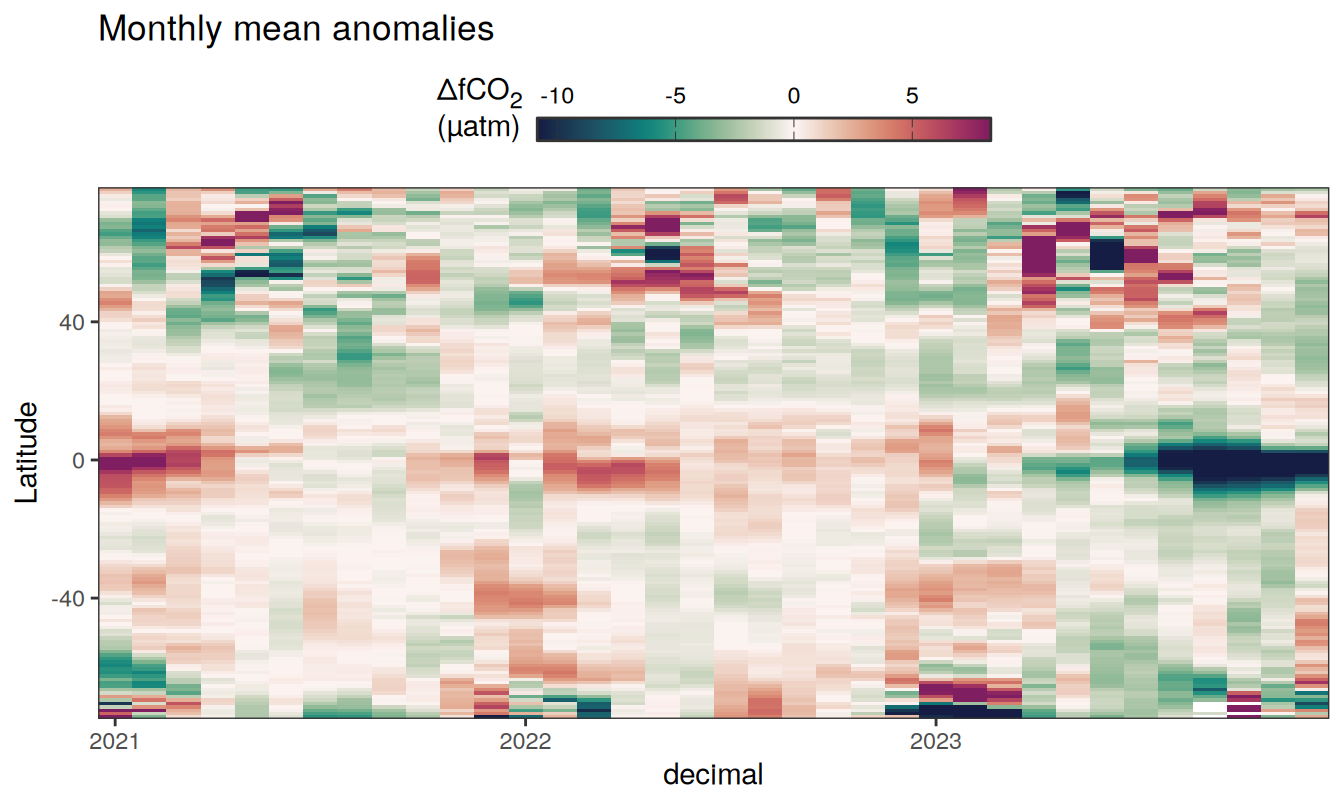 Monthly mean anomalies
ΔfCO₂
(µatm)
-10 -5 0 5
Latitude
40
0
-40
2021 2022 2023
decimal